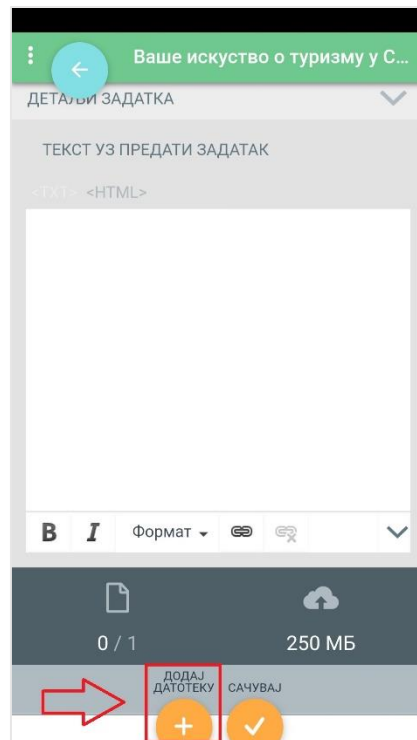 Ваше искуство о туризму у С...
ДЕТАЉИ ЗАДАТКА
ТЕКСТ УЗ ПРЕДАТИ ЗАДАТАК
<TXT> <HTML>
B I Формат
0 / 1 250 МБ
ДОДАЈ
ДАТОТЕКУ САЧУВАЈ